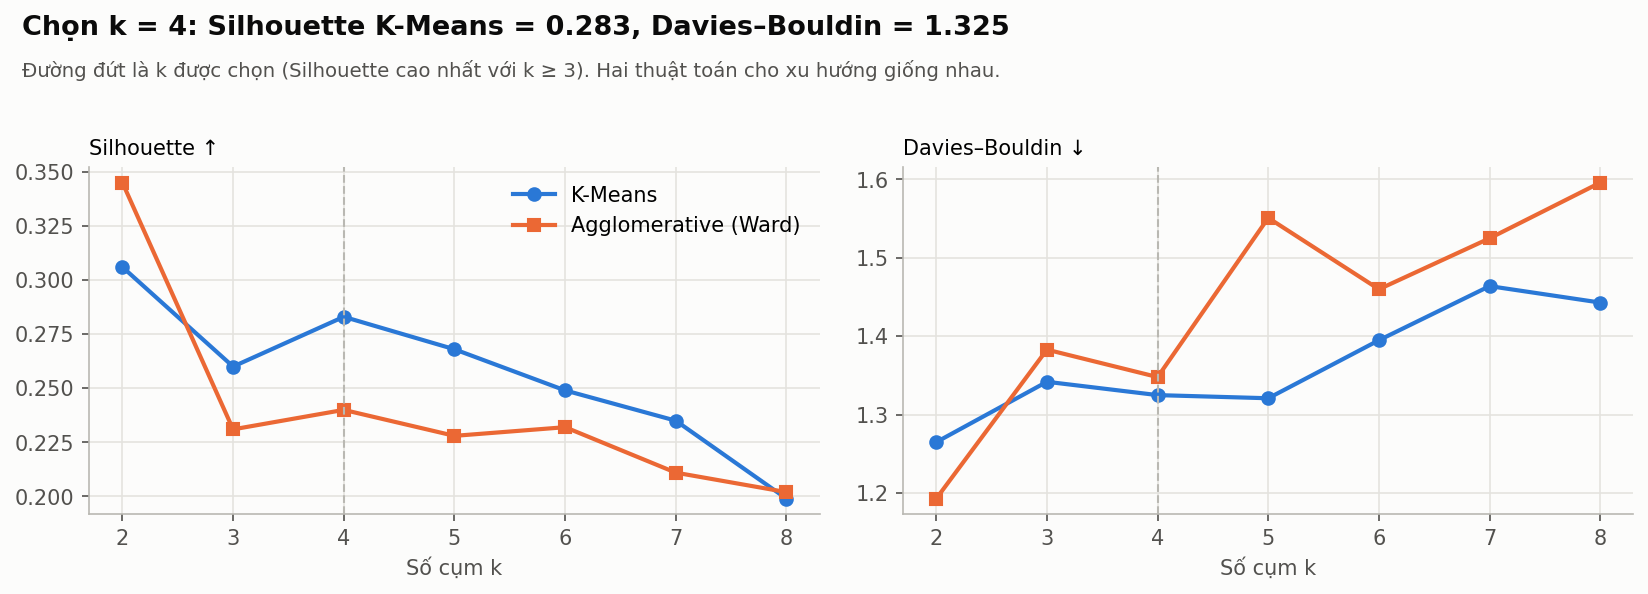 Chọn k = 4: Silhouette K-Means = 0.283, Davies–Bouldin = 1.325
Đường đứt là k được chọn (Silhouette cao nhất với k ≥ 3). Hai thuật toán cho xu hướng giống nhau.
Silhouette ↑
0.350
0.325
0.300
0.275
0.250
0.225
0.200
K-Means
Agglomerative (Ward)
2 3 4 5 6 7 8
Số cụm k
Davies–Bouldin ↓
1.6
1.5
1.4
1.3
1.2
2 3 4 5 6 7 8
Số cụm k